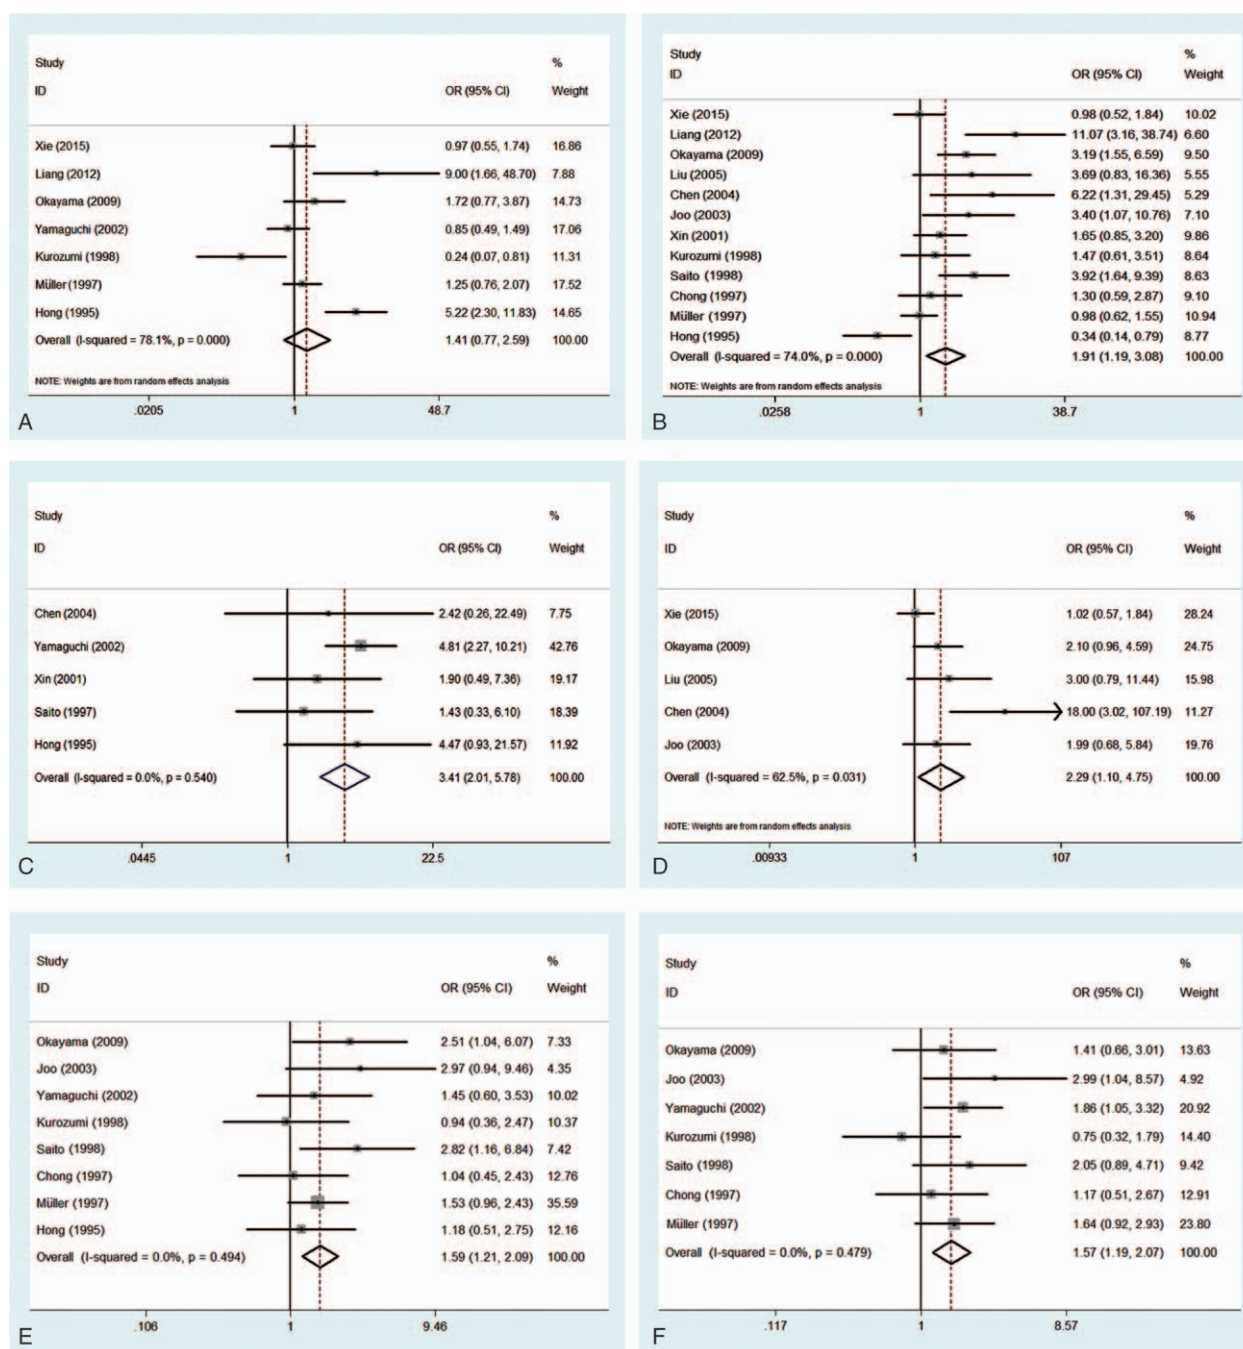 Study %
ID OR (95% CI) Weight
Xie (2015) 0.97 (0.55, 1.74) 16.86
Liang (2012) 9.00 (1.66, 48.70) 7.88
Okayama (2009) 1.72 (0.77, 3.87) 14.73
Yamaguchi (2002) 0.85 (0.49, 1.49) 17.06
Kurozumi (1998) 0.24 (0.07, 0.81) 11.31
Müller (1997) 1.25 (0.76, 2.07) 17.52
Hong (1995) 5.22 (2.30, 11.83) 14.65
Overall (I-squared = 78.1%, p = 0.000) 1.41 (0.77, 2.59) 100.00
NOTE: Weights are from random effects analysis
.0205 1 48.7
A
Study %
ID OR (95% CI) Weight
Xie (2015) 0.98 (0.52, 1.84) 10.02
Liang (2012) 11.07 (3.16, 38.74) 6.60
Okayama (2009) 3.19 (1.55, 6.59) 9.50
Liu (2005) 3.69 (0.83, 16.36) 5.55
Chen (2004) 6.22 (1.31, 29.45) 5.29
Joo (2003) 3.40 (1.07, 10.76) 7.10
Xin (2001) 1.65 (0.85, 3.20) 9.86
Kurozumi (1998) 1.47 (0.61, 3.51) 8.64
Saito (1998) 3.92 (1.64, 9.39) 8.63
Chong (1997) 1.30 (0.59, 2.87) 9.10
Müller (1997) 0.98 (0.62, 1.55) 10.94
Hong (1995) 0.34 (0.14, 0.79) 8.77
Overall (I-squared = 74.0%, p = 0.000) 1.91 (1.19, 3.08) 100.00
NOTE: Weights are from random effects analysis
.0258 1 38.7
B
Study %
ID OR (95% CI) Weight
Chen (2004) 2.42 (0.26, 22.49) 7.75
Yamaguchi (2002) 4.81 (2.27, 10.21) 42.76
Xin (2001) 1.90 (0.49, 7.36) 19.17
Saito (1997) 1.43 (0.33, 6.10) 18.39
Hong (1995) 4.47 (0.93, 21.57) 11.92
Overall (I-squared = 0.0%, p = 0.540) 3.41 (2.01, 5.78) 100.00
.0445 1 22.5
C
Study %
ID OR (95% CI) Weight
Xie (2015) 1.02 (0.57, 1.84) 28.24
Okayama (2009) 2.10 (0.96, 4.59) 24.75
Liu (2005) 3.00 (0.79, 11.44) 15.98
Chen (2004) 18.00 (3.02, 107.19) 11.27
Joo (2003) 1.99 (0.68, 5.84) 19.76
Overall (I-squared = 62.5%, p = 0.031) 2.29 (1.10, 4.75) 100.00
NOTE: Weights are from random effects analysis
.00933 1 107
D
Study %
ID OR (95% CI) Weight
Okayama (2009) 2.51 (1.04, 6.07) 7.33
Joo (2003) 2.97 (0.94, 9.46) 4.35
Yamaguchi (2002) 1.45 (0.60, 3.53) 10.02
Kurozumi (1998) 0.94 (0.36, 2.47) 10.37
Saito (1998) 2.82 (1.16, 6.84) 7.42
Chong (1997) 1.04 (0.45, 2.43) 12.76
Müller (1997) 1.53 (0.96, 2.43) 35.59
Hong (1995) 1.18 (0.51, 2.75) 12.16
Overall (I-squared = 0.0%, p = 0.494) 1.59 (1.21, 2.09) 100.00
.106 1 9.46
E
Study %
ID OR (95% CI) Weight
Okayama (2009) 1.41 (0.66, 3.01) 13.63
Joo (2003) 2.99 (1.04, 8.57) 4.92
Yamaguchi (2002) 1.86 (1.05, 3.32) 20.92
Kurozumi (1998) 0.75 (0.32, 1.79) 14.40
Saito (1998) 2.05 (0.89, 4.71) 9.42
Chong (1997) 1.17 (0.51, 2.67) 12.91
Müller (1997) 1.64 (0.92, 2.93) 23.80
Overall (I-squared = 0.0%, p = 0.479) 1.57 (1.19, 2.07) 100.00
.117 1 8.57
F